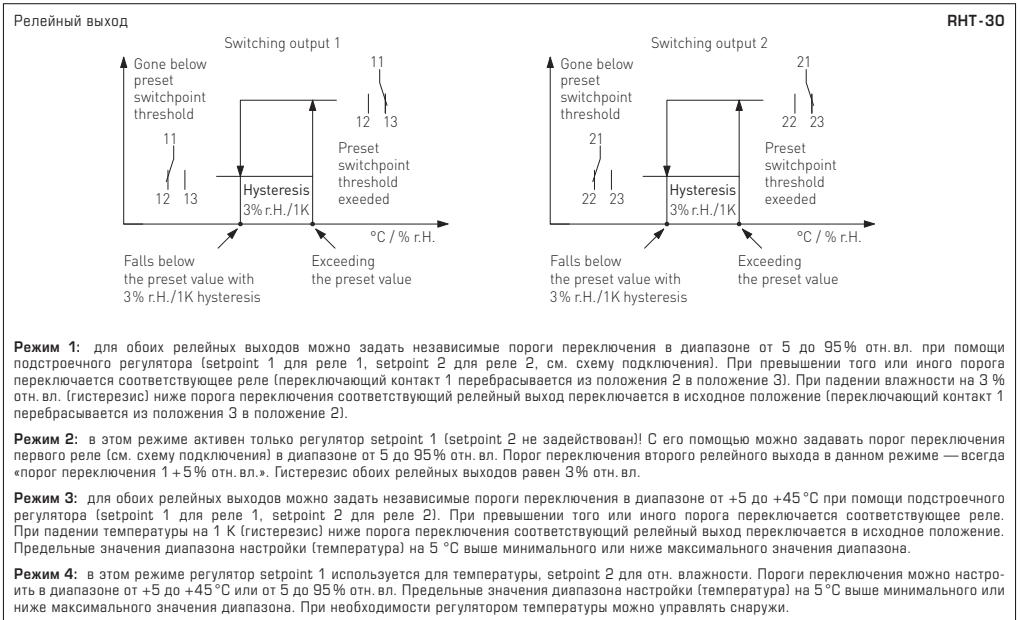 Релейный выход
RHT-30
Switching output 1
Gone below
preset
switchpoint
threshold
11
12 13
11
12 13
Preset
switchpoint
threshold
exeeded
Hysteresis
3% r.H./1K
°C / % r.H.
Falls below
the preset value with
3% r.H./1K hysteresis
Exceeding
the preset value
Switching output 2
Gone below
preset
switchpoint
threshold
21
22 23
21
22 23
Preset
switchpoint
threshold
exeeded
Hysteresis
3% r.H./1K
°C / % r.H.
Falls below
the preset value with
3% r.H./1K hysteresis
Exceeding
the preset value
Режим 1: для обоих релейных выходов можно задать независимые пороги переключения в диапазоне от 5 до 95% отн.вл. при помощи
подстроечного регулятора (setpoint 1 для реле 1, setpoint 2 для реле 2, см. схему подключения). При превышении того или иного порога
переключается соответствующее реле (переключающий контакт 1 перебрасывается из положения 2 в положение 3). При падении влажности на 3 %
отн. вл. (гистерезис) ниже порога переключения соответствующий релейный выход переключается в исходное положение (переключающий контакт 1
перебрасывается из положения 3 в положение 2).
Режим 2: в этом режиме активен только регулятор setpoint 1 (setpoint 2 не задействован)! С его помощью можно задавать порог переключения
первого реле (см. схему подключения) в диапазоне от 5 до 95% отн. вл. Порог переключения второго релейного выхода в данном режиме — всегда
«порог переключения 1 + 5% отн. вл.». Гистерезис обоих релейных выходов равен 3% отн. вл.
Режим 3: для обоих релейных выходов можно задать независимые пороги переключения в диапазоне от +5 до +45 °C при помощи подстроечного
регулятора (setpoint 1 для реле 1, setpoint 2 для реле 2). При превышении того или иного порога переключается соответствующее реле.
При падении температуры на 1 K (гистерезис) ниже порога переключения соответствующий релейный выход переключается в исходное положение.
Предельные значения диапазона настройки (температура) на 5 °C выше минимального или ниже максимального значения диапазона.
Режим 4: в этом режиме регулятор setpoint 1 используется для температуры, setpoint 2 для отн. влажности. Пороги переключения можно настро-
ить в диапазоне от +5 до +45°C или от 5 до 95% отн. вл. Предельные значения диапазона настройки (температура) на 5°C выше минимального или
ниже максимального значения диапазона. При необходимости регулятором температуры можно управлять снаружи.